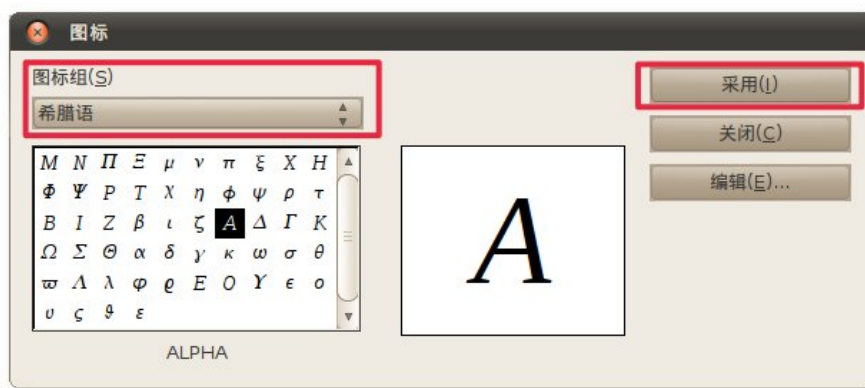 图标
图标组(S)
希腊语
采用(I)
关闭(C)
编辑(E)...
Μ Ν Π Ξ μ ν π ξ Χ Η
Φ Ψ Ρ Τ χ η ϕ ψ ρ τ
Β Ι Ζ β ι ζ Α Δ Γ Κ
Ω Σ Θ α δ γ κ ω σ θ
ϖ Λ λ φ ϱ Ε Ο Υ ϵ ο
υ ς ϑ ε
A
ALPHA